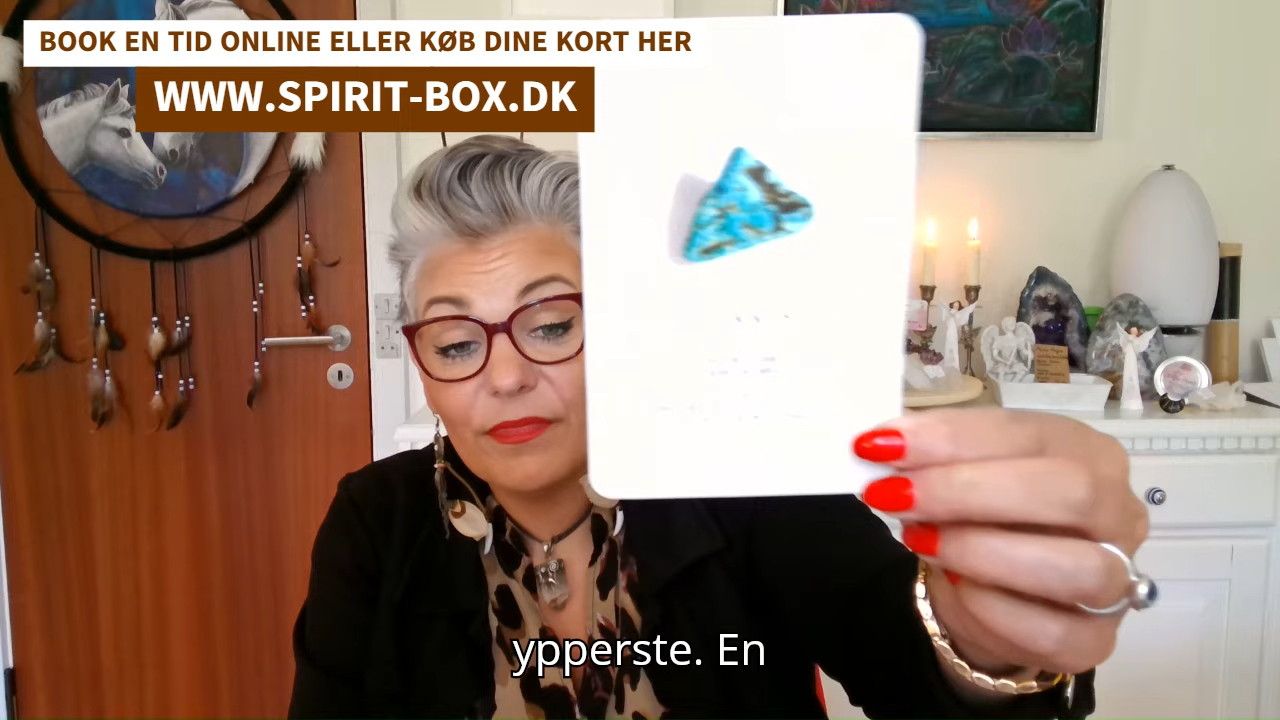 BOOK EN TID ONLINE ELLER KØB DINE KORT HER
WWW.SPIRIT-BOX.DK
ypperste. En